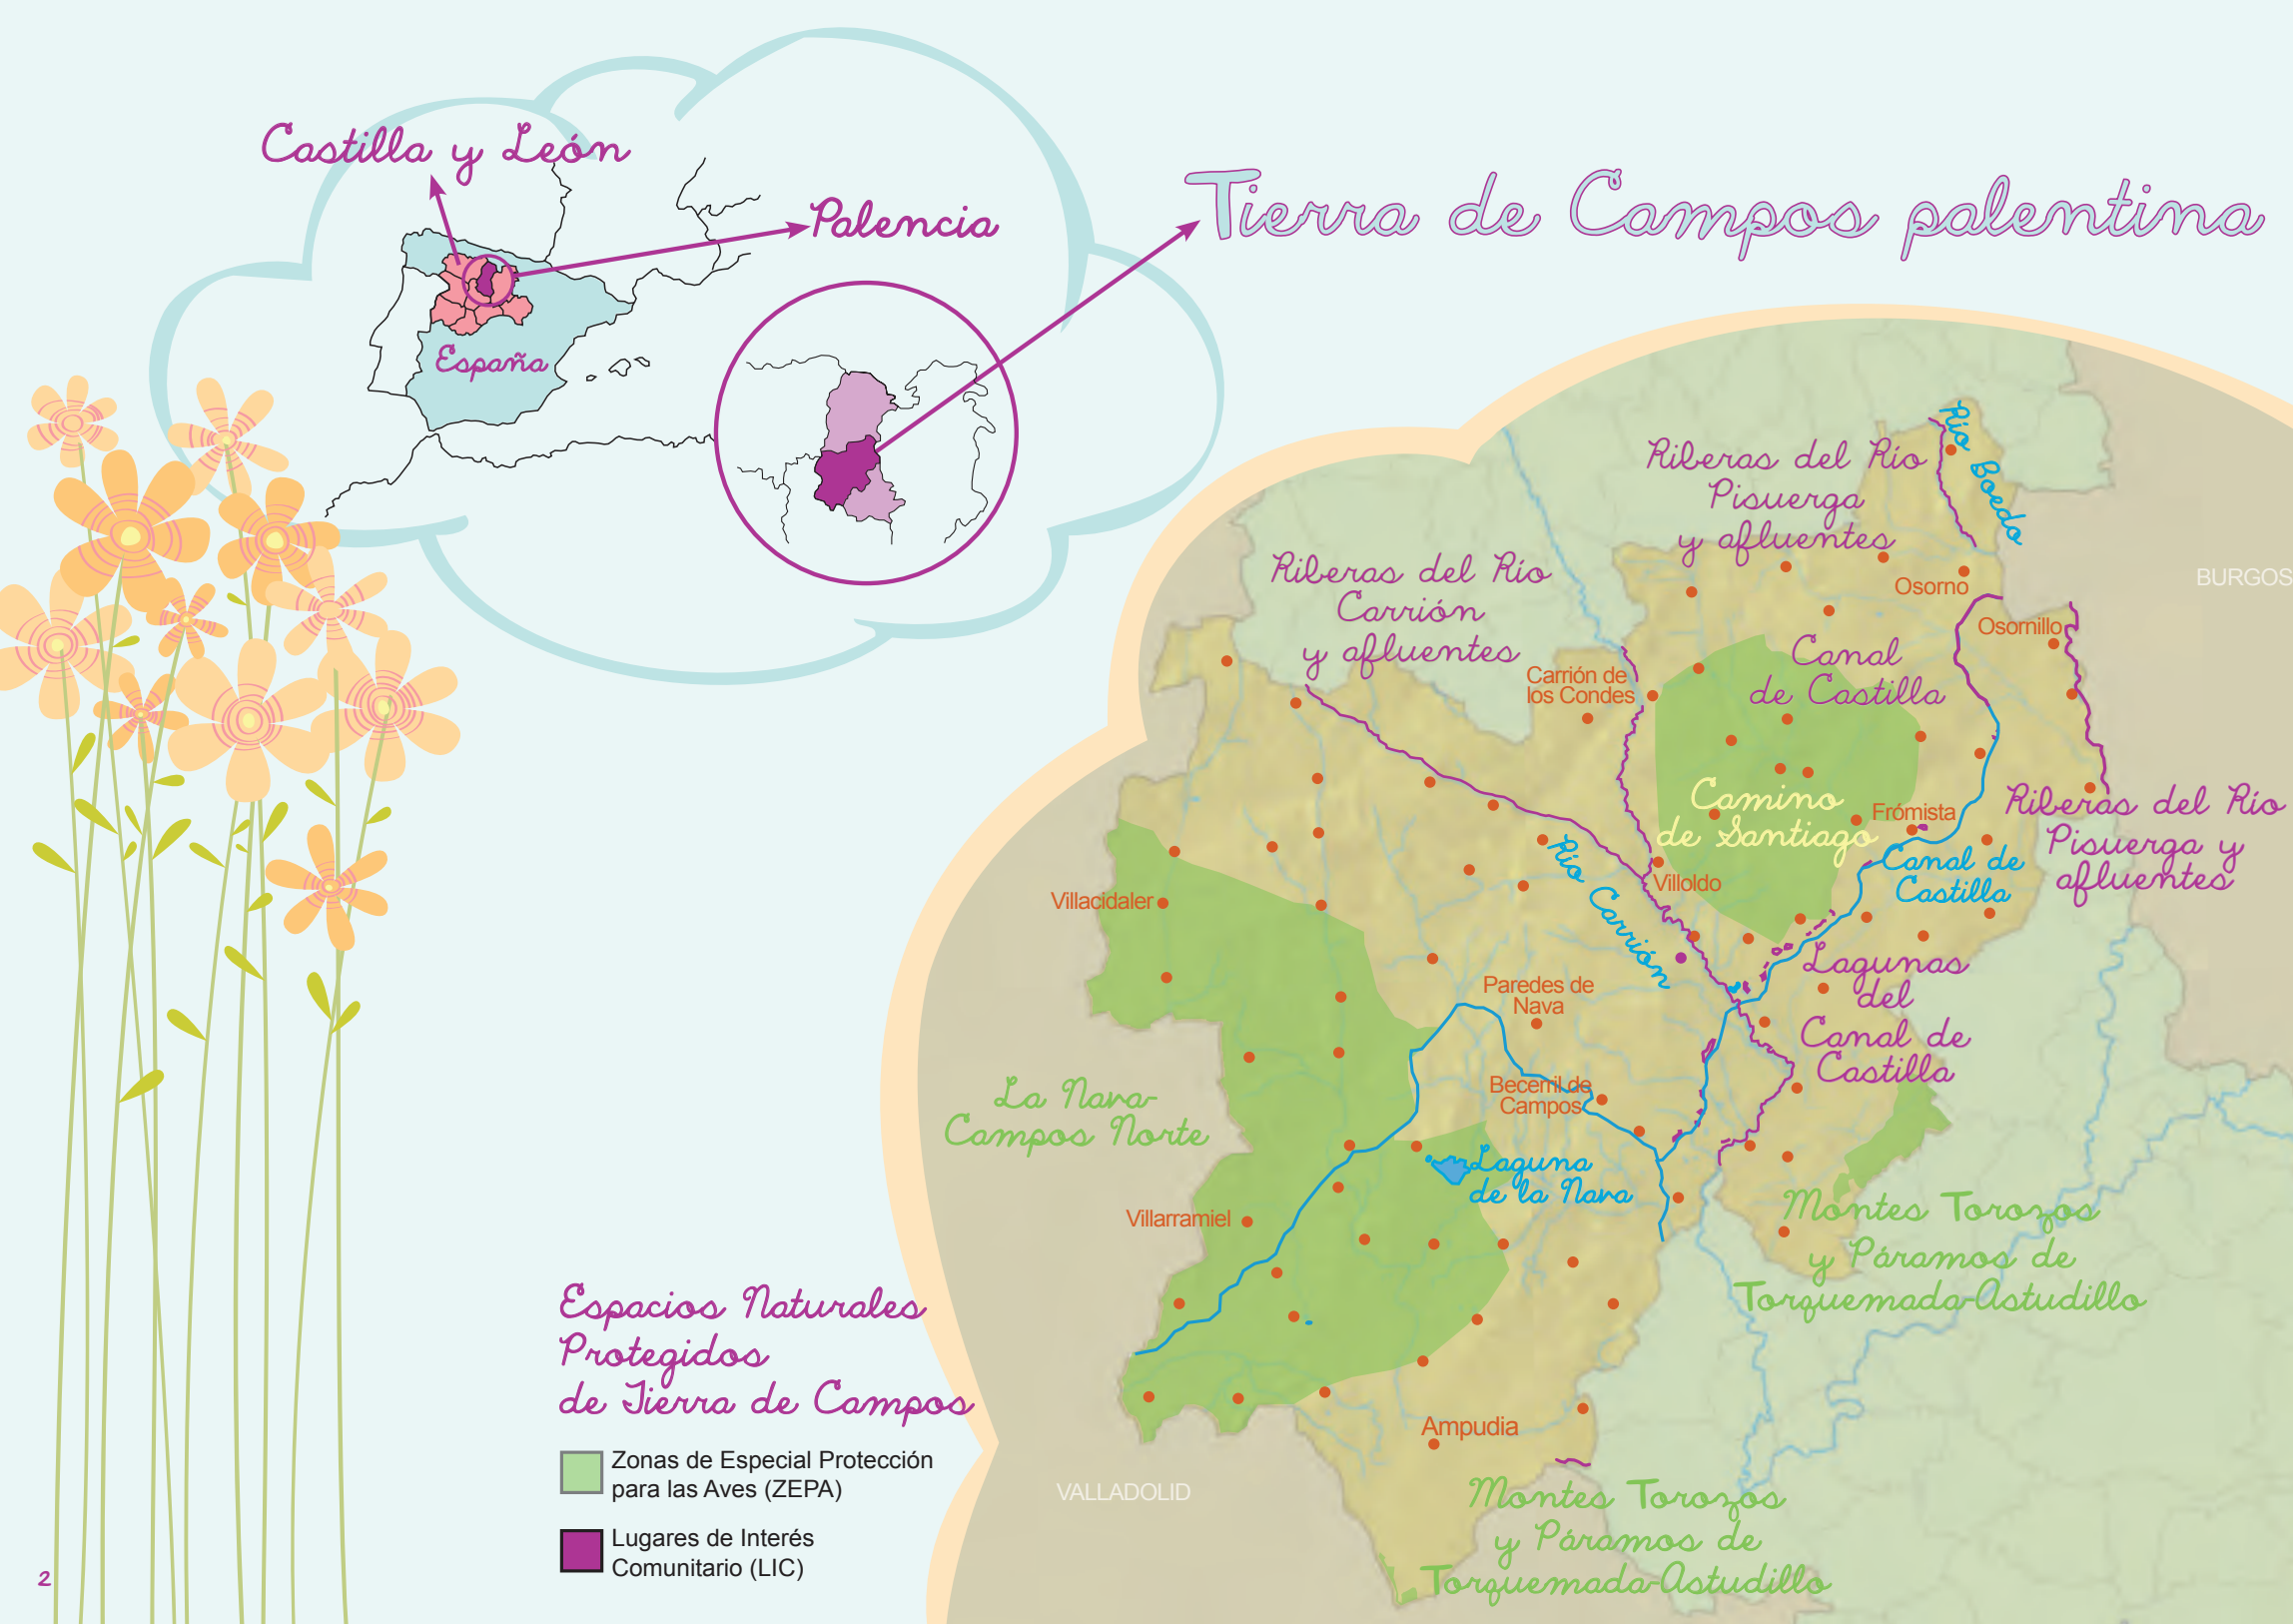 Castilla y León
Palencia
España
Tierra de Campos palentina
Río Boedo
Riberas del Río
Pisuerga
y afluentes
Riberas del Río
Carrión
y afluentes
BURGOS
Osorno
Osornillo
Canal
de Castilla
Carrión de
los Condes
Camino
de Santiago
Frómista
Riberas del Río
Pisuerga y
afluentes
Canal de
Castilla
Río Carrión
Villoldo
Villacidaler
Lagunas
del
Canal de
Castilla
Paredes de
Nava
Becerril de
Campos
La Nava-
Campos Norte
Laguna
de la Nava
Villarramiel
Montes Torozos
y Páramos de
Torquemada-Astudillo
Ampudia
VALLADOLID
Montes Torozos
y Páramos de
Torquemada-Astudillo
Espacios Naturales
Protegidos
de Tierra de Campos
Zonas de Especial Protección
para las Aves (ZEPA)
Lugares de Interés
Comunitario (LIC)
2